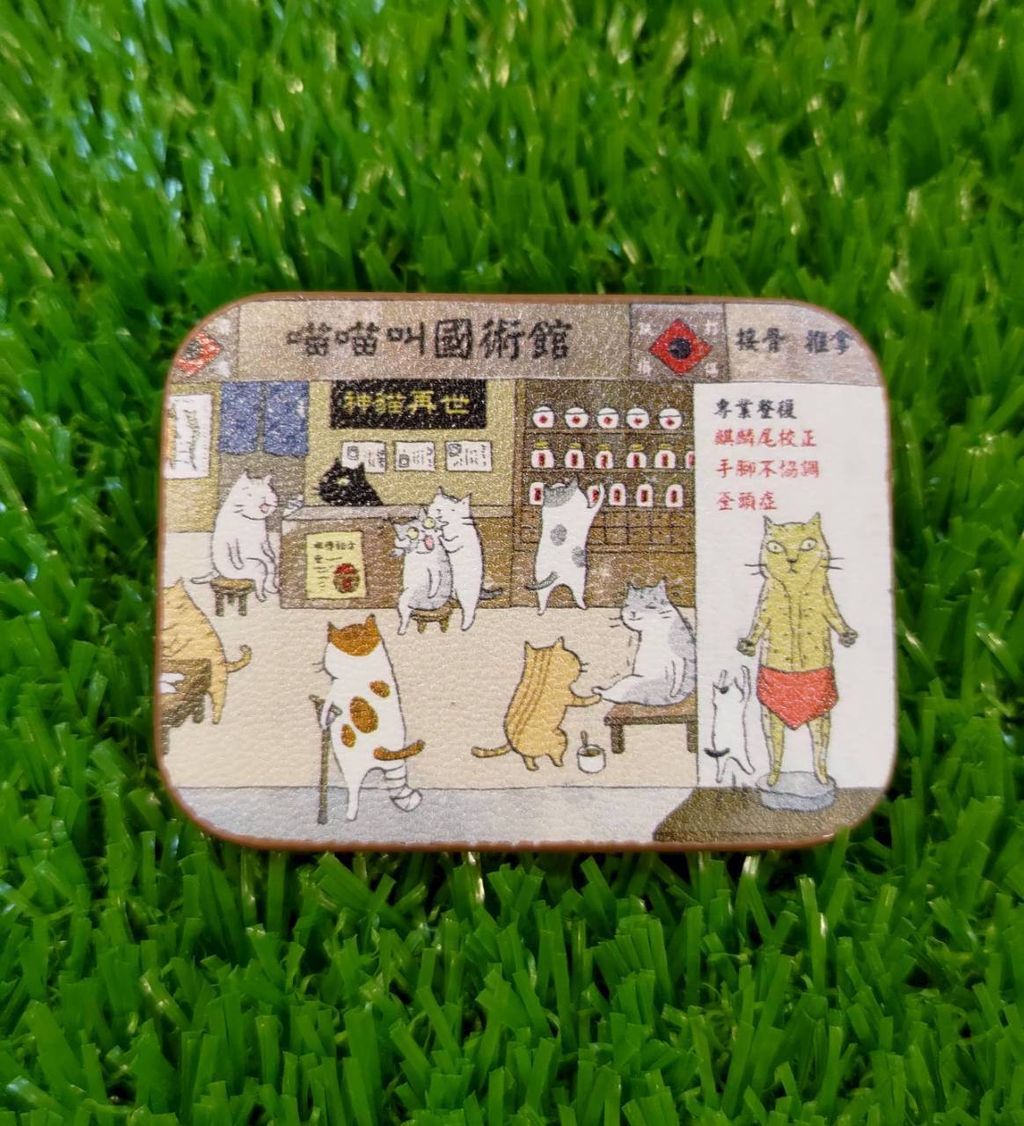 喵喵叫國術館
接骨 推拿
神貓再世
專業整復
麒麟尾校正
手腳不協調
歪頭症